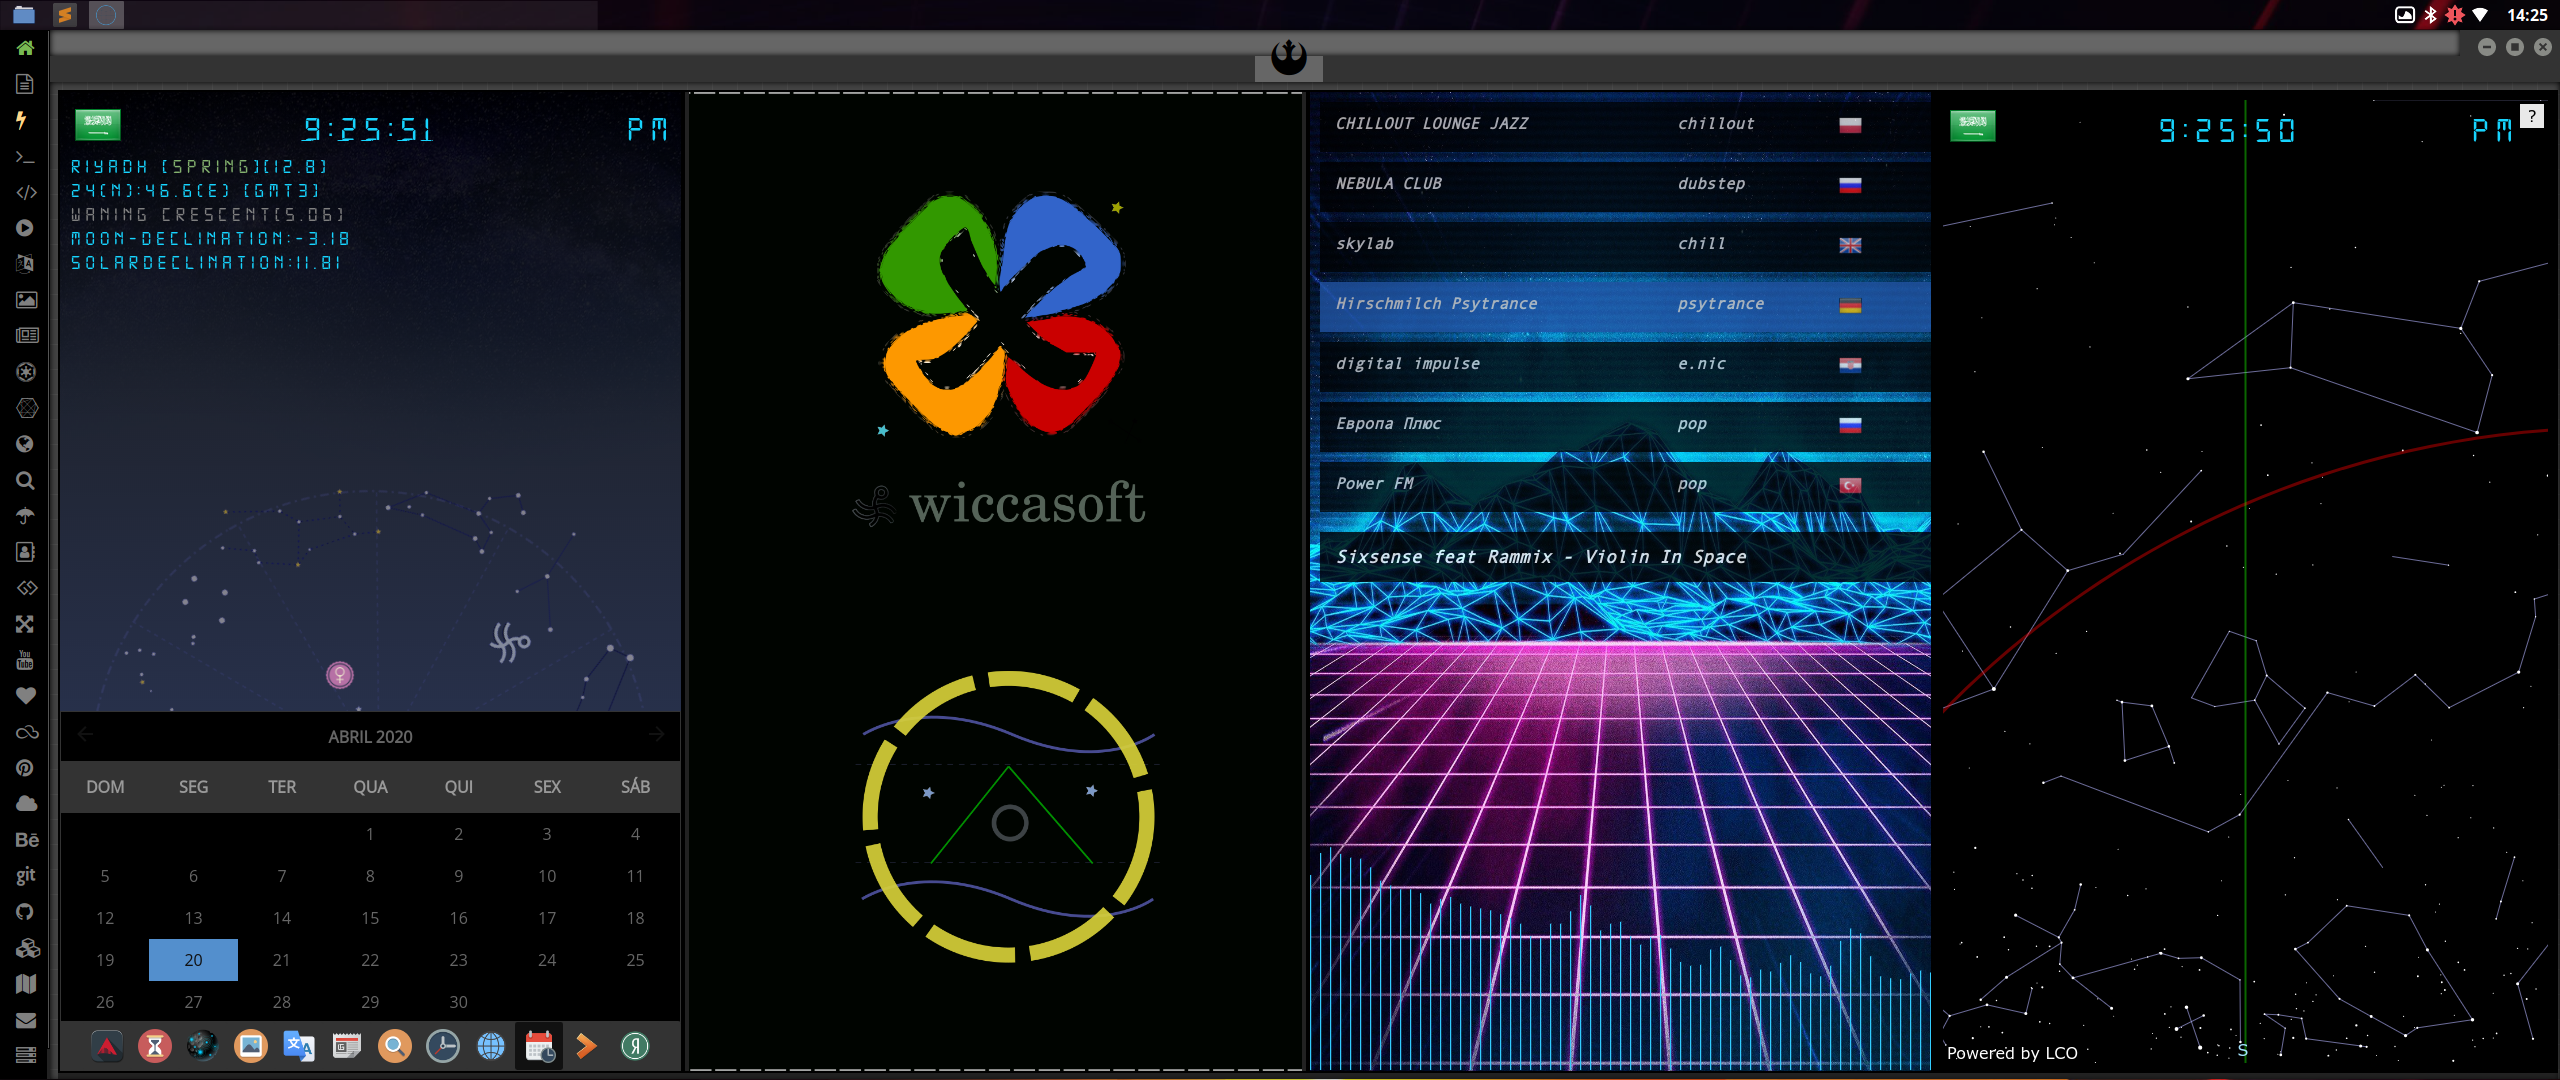 14:25
You
Tube
Bē
git
9:25:51 PM
RIYADH [SPRING][12.8]
24(N):46.6(E) [GMT3]
WANING CRESCENT[5.06]
MOON-DECLINATION:-3.18
SOLARDECLINATION:11.81
ABRIL 2020
DOM SEG TER QUA QUI SEX SÁB
1 2 3 4
5 6 7 8 9 10 11
12 13 14 15 16 17 18
19 20 21 22 23 24 25
26 27 28 29 30
wiccasoft
CHILLOUT LOUNGE JAZZ chillout
NEBULA CLUB dubstep
skylab chill
Hirschmilch Psytrance psytrance
digital impulse e.nic
Европа Плюс pop
Power FM pop
Sixsense feat Rammix - Violin In Space
9:25:50 PM ?
Powered by LCO
S